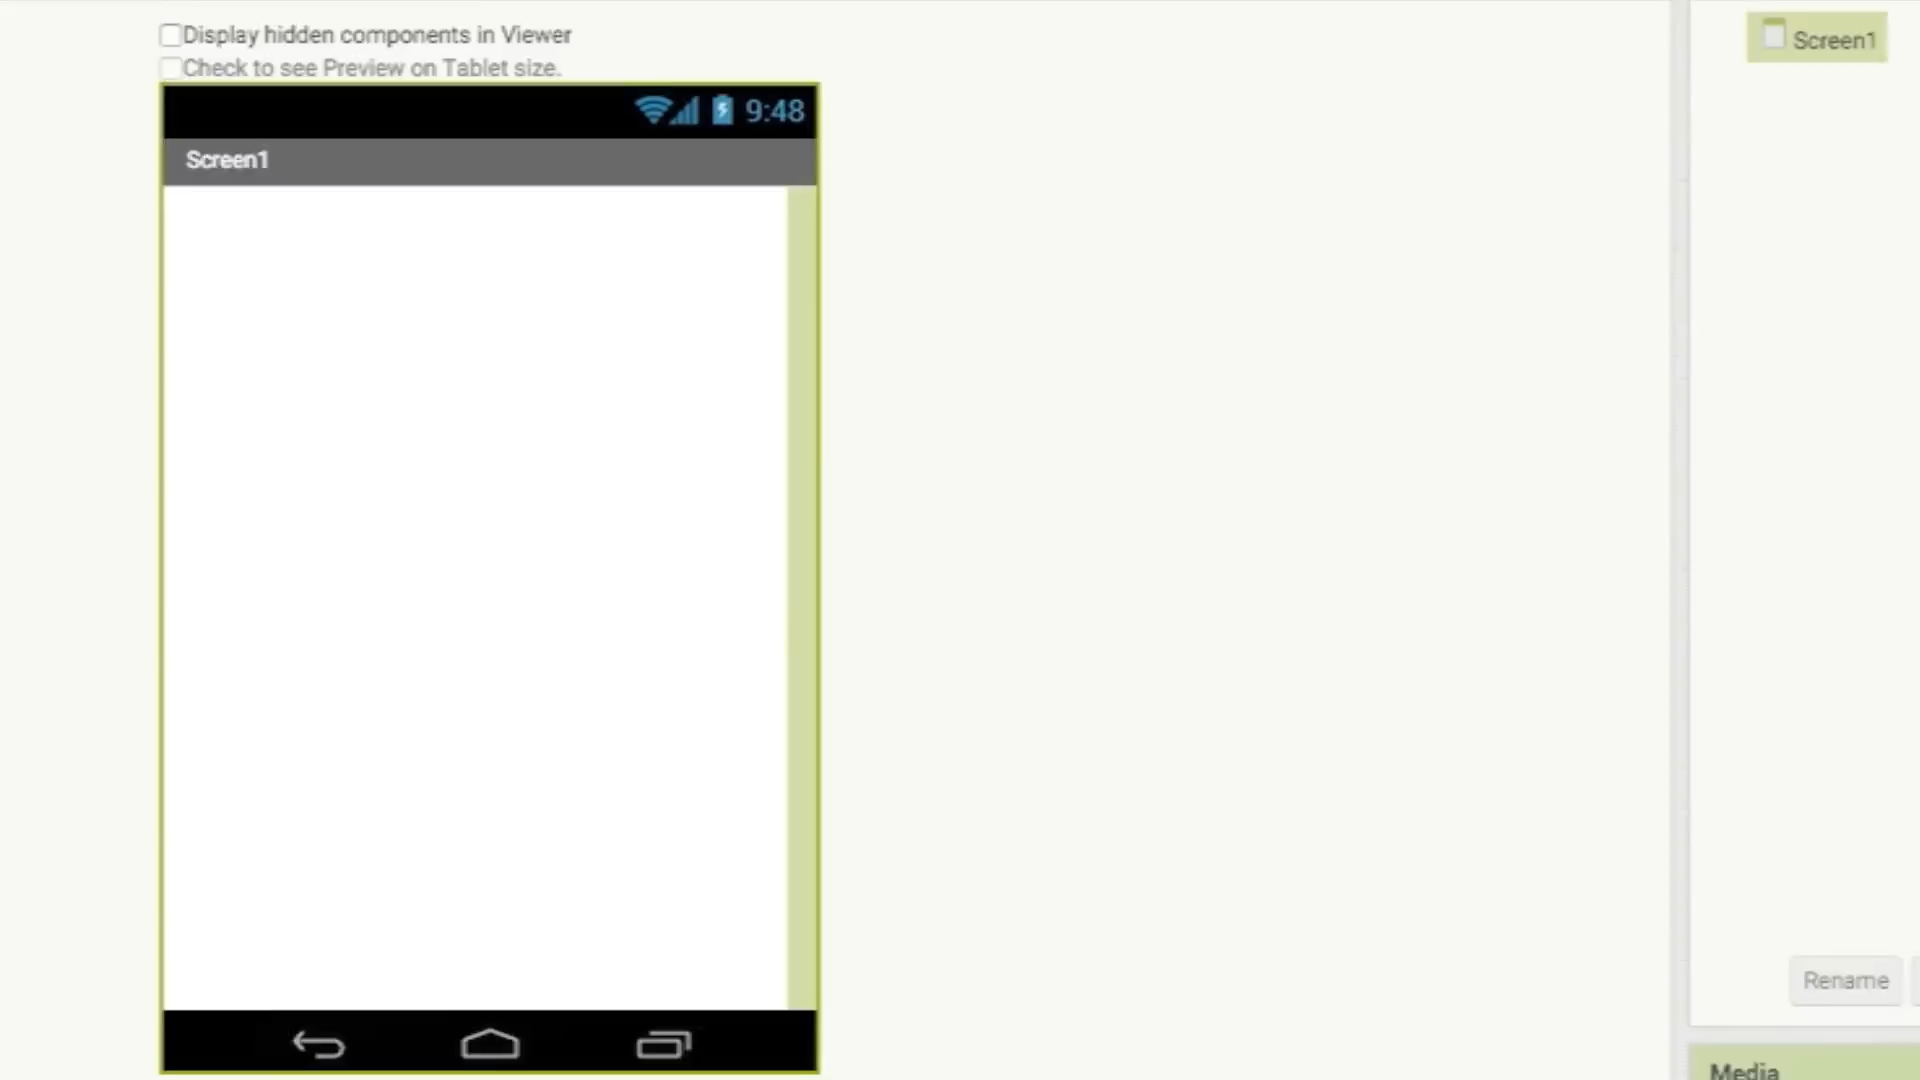 Display hidden components in Viewer
Check to see Preview on Tablet size.
9:48
Screen1
Screen1
Rename
Media